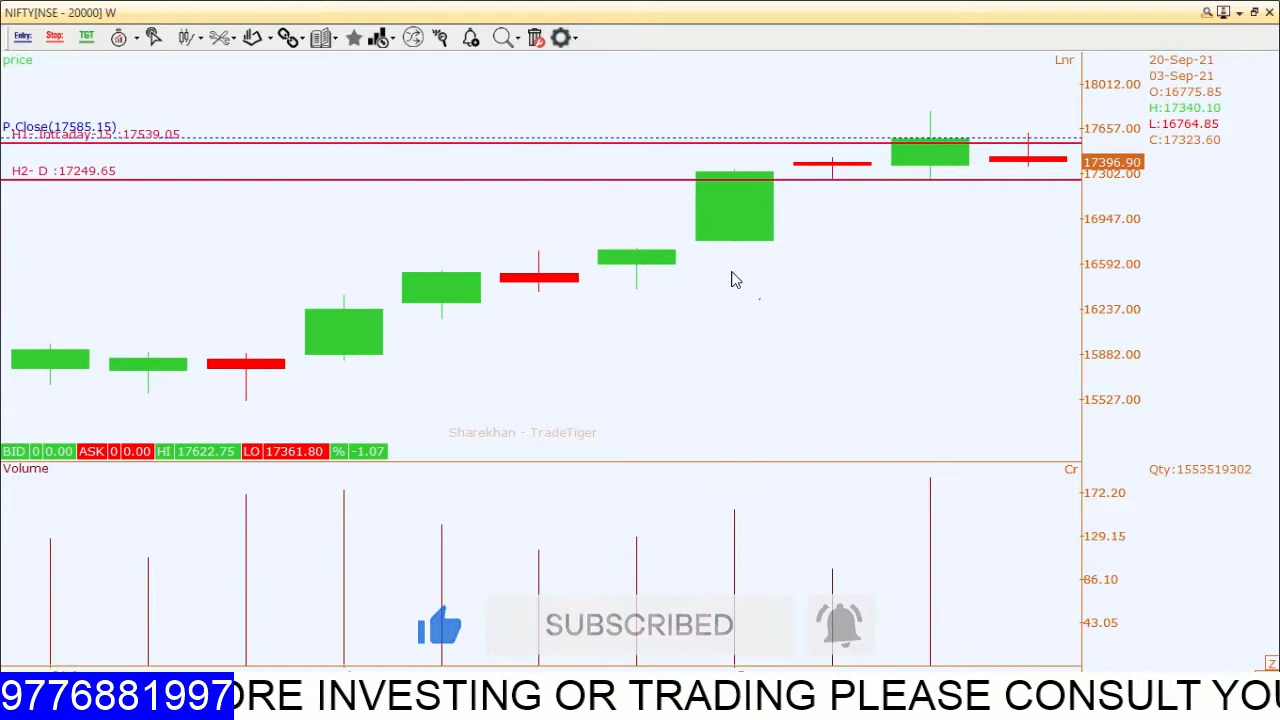 NIFTY[NSE - 20000] W
Entry: Stop: TGT
price
Lnr
20-Sep-21
03-Sep-21
O:16775.85
H:17340.10
L:16764.85
C:17323.60
18012.00
17657.00
17396.90
17302.00
16947.00
16592.00
16237.00
15882.00
15527.00
P.Close(17585.15)
H1- Intraday-15 :17539.05
H2- D :17249.65
Sharekhan - TradeTiger
BID 0 0.00 ASK 0 0.00 HI 17622.75 LO 17361.80 % -1.07
Volume
Cr
Qty:1553519302
172.20
129.15
86.10
43.05
SUBSCRIBED
Z
9776881997 ORE INVESTING OR TRADING PLEASE CONSULT YOU